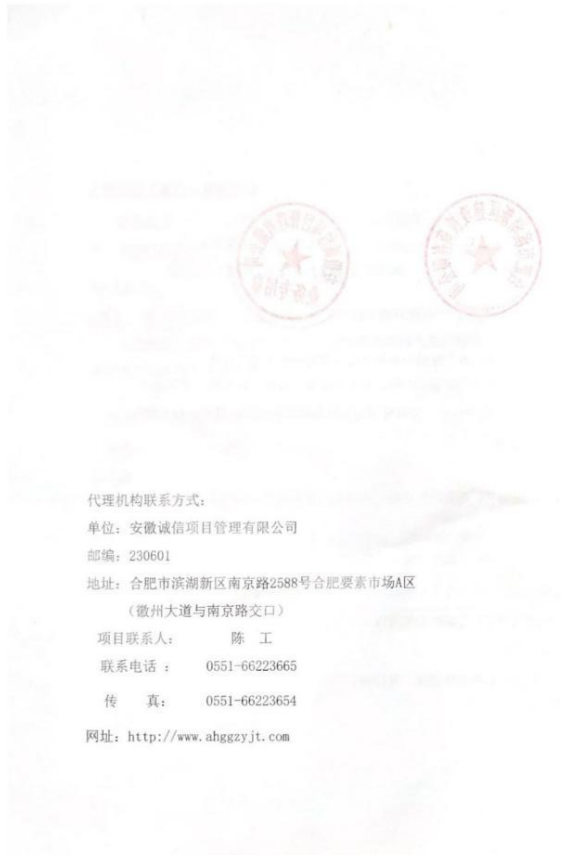 代理机构联系方式：
单位：安徽诚信项目管理有限公司
邮编：230601
地址：合肥市滨湖新区南京路2588号合肥要素市场A区
（徽州大道与南京路交口）
项目联系人： 陈 工
联系电话 ： 0551-66223665
传 真： 0551-66223654
网址：http://www.ahggzyjt.com